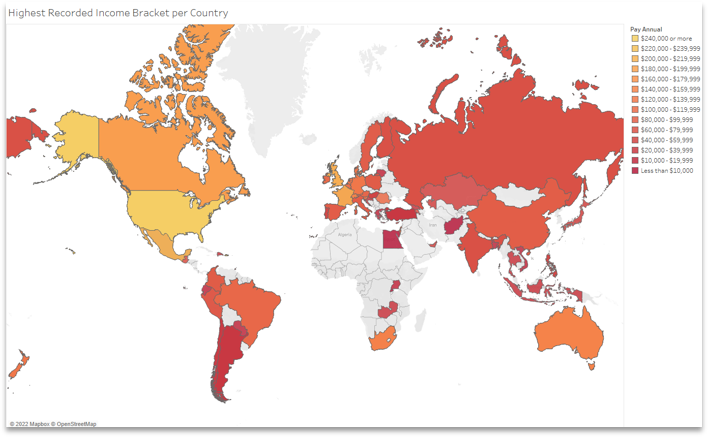 Highest Recorded Income Bracket per Country
Pay Annual
$240,000 or more
$220,000 - $239,999
$200,000 - $219,999
$180,000 - $199,999
$160,000 - $179,999
$140,000 - $159,999
$120,000 - $139,999
$100,000 - $119,999
$80,000 - $99,999
$60,000 - $79,999
$40,000 - $59,999
$20,000 - $39,999
$10,000 - $19,999
Less than $10,000
Algeria
Iran
© 2022 Mapbox © OpenStreetMap